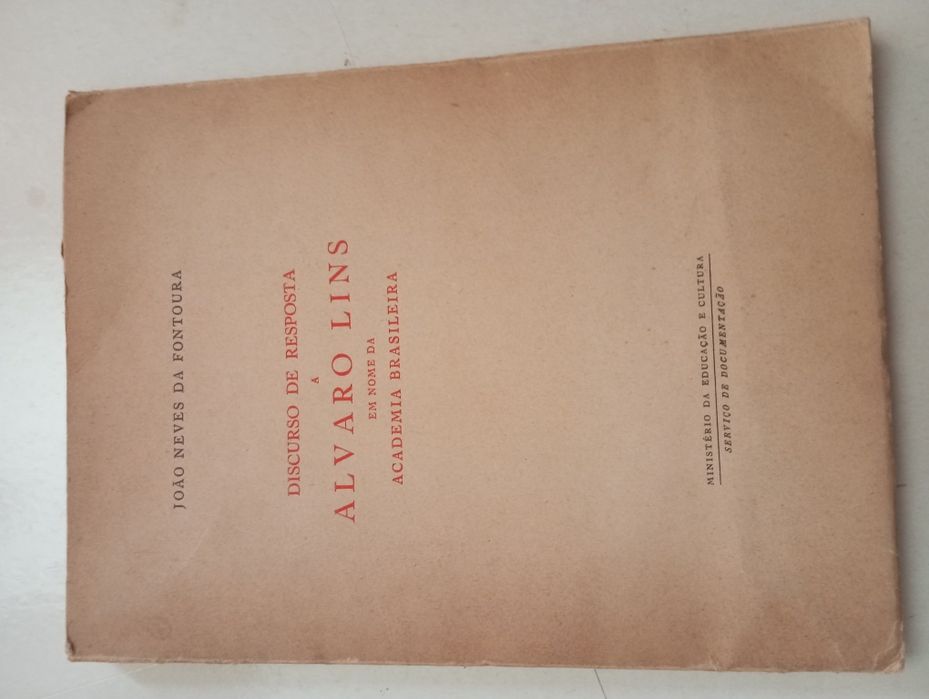 JOÃO NEVES DA FONTOURA
DISCURSO DE RESPOSTA
A
ALVARO LINS
EM NOME DA
ACADEMIA BRASILEIRA
MINISTÉRIO DA EDUCAÇÃO E CULTURA
SERVIÇO DE DOCUMENTAÇÃO